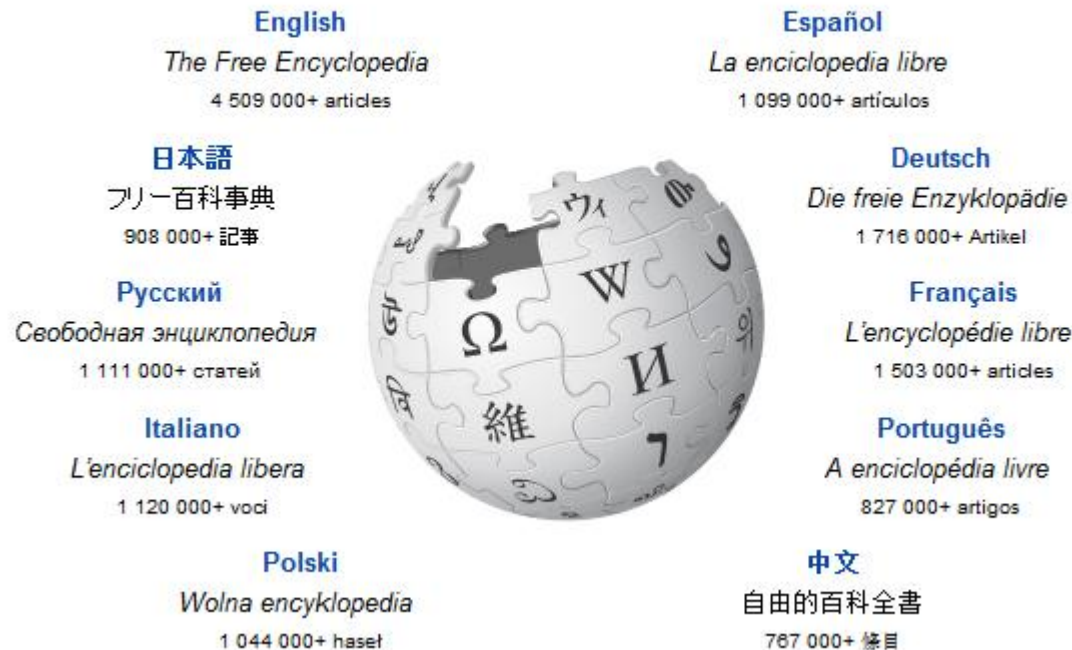 English
The Free Encyclopedia
4 509 000+ articles
Español
La enciclopedia libre
1 099 000+ artículos
日本語
フリー百科事典
908 000+ 記事
Deutsch
Die freie Enzyklopädie
1 716 000+ Artikel
Русский
Свободная энциклопедия
1 111 000+ статей
Français
L'encyclopédie libre
1 503 000+ articles
Italiano
L'enciclopedia libera
1 120 000+ voci
Português
A enciclopédia livre
827 000+ artigos
Polski
Wolna encyklopedia
1 044 000+ haseł
中文
自由的百科全書
767 000+ 條目
ウィ
W
Ω
И
維